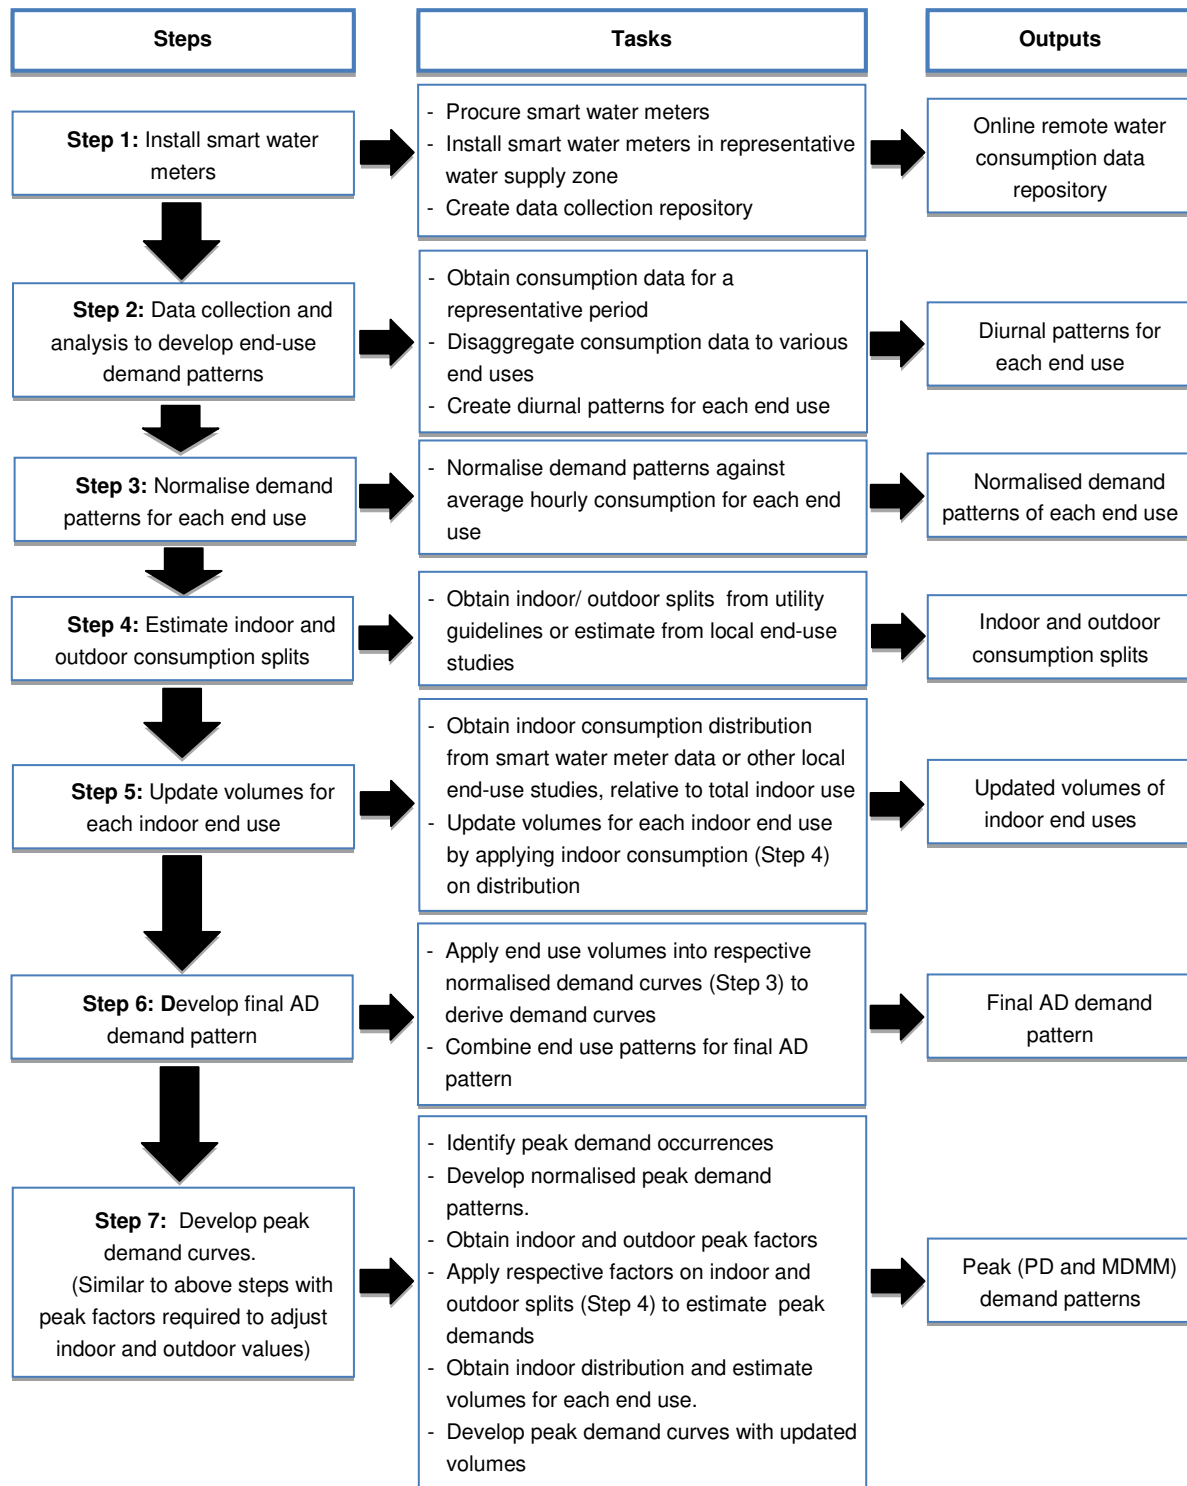 Steps
Tasks
Outputs
Step 1: Install smart water
meters
- Procure smart water meters
- Install smart water meters in representative
water supply zone
- Create data collection repository
Online remote water
consumption data
repository
Step 2: Data collection and
analysis to develop end-use
demand patterns
- Obtain consumption data for a
representative period
- Disaggregate consumption data to various
end uses
- Create diurnal patterns for each end use
Diurnal patterns for
each end use
Step 3: Normalise demand
patterns for each end use
- Normalise demand patterns against
average hourly consumption for each end
use
Normalised demand
patterns of each end use
Step 4: Estimate indoor and
outdoor consumption splits
- Obtain indoor/ outdoor splits from utility
guidelines or estimate from local end-use
studies
Indoor and outdoor
consumption splits
Step 5: Update volumes for
each indoor end use
- Obtain indoor consumption distribution
from smart water meter data or other local
end-use studies, relative to total indoor use
- Update volumes for each indoor end use
by applying indoor consumption (Step 4)
on distribution
Updated volumes of
indoor end uses
Step 6: Develop final AD
demand pattern
- Apply end use volumes into respective
normalised demand curves (Step 3) to
derive demand curves
- Combine end use patterns for final AD
pattern
Final AD demand
pattern
Step 7: Develop peak
demand curves.
(Similar to above steps with
peak factors required to adjust
indoor and outdoor values)
- Identify peak demand occurrences
- Develop normalised peak demand
patterns.
- Obtain indoor and outdoor peak factors
- Apply respective factors on indoor and
outdoor splits (Step 4) to estimate peak
demands
- Obtain indoor distribution and estimate
volumes for each end use.
- Develop peak demand curves with updated
volumes
Peak (PD and MDMM)
demand patterns